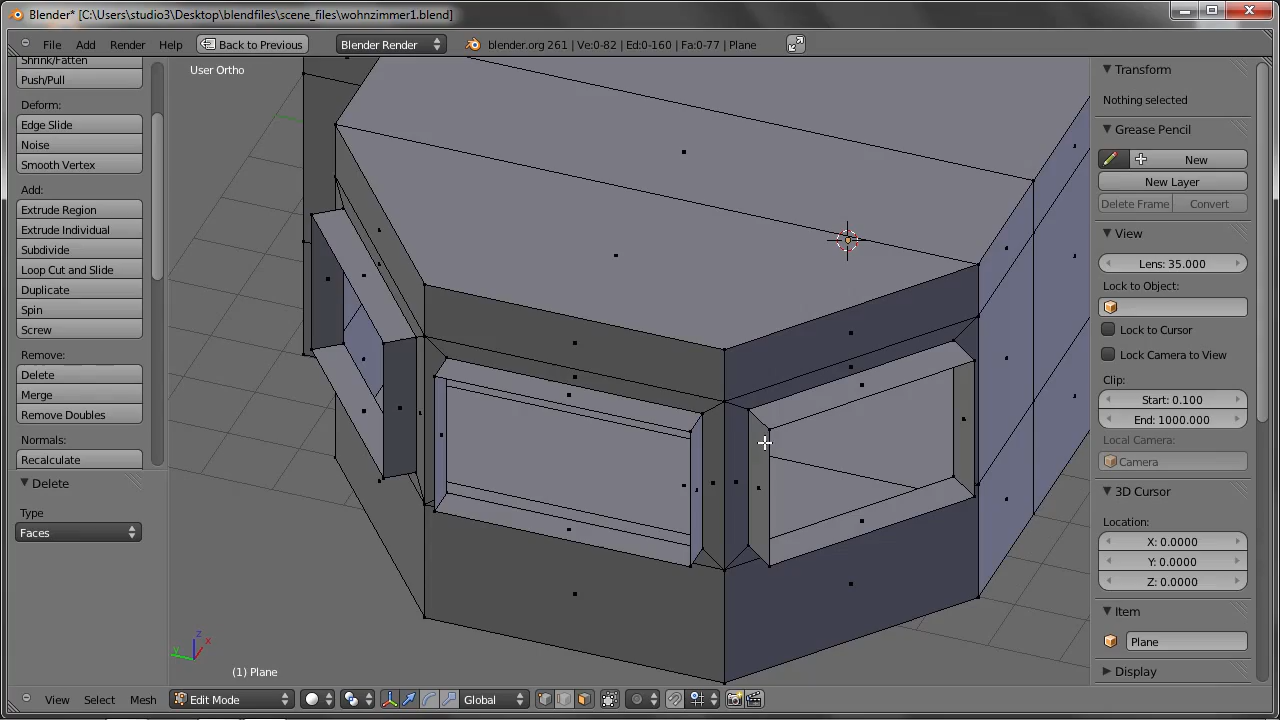 Blender* [C:\Users\studio3\Desktop\blendfiles\scene_files\wohnzimmer1.blend]
File Add Render Help Back to Previous Blender Render blender.org 261 | Ve:0-82 | Ed:0-160 | Fa:0-77 | Plane
Shrink/Fatten
Push/Pull
Deform:
Edge Slide
Noise
Smooth Vertex
Add:
Extrude Region
Extrude Individual
Subdivide
Loop Cut and Slide
Duplicate
Spin
Screw
Remove:
Delete
Merge
Remove Doubles
Normals:
Recalculate
Delete
Type
Faces
User Ortho
z
x
y
(1) Plane
Transform
Nothing selected
Grease Pencil
New
New Layer
Delete Frame Convert
View
Lens: 35.000
Lock to Object:
Lock to Cursor
Lock Camera to View
Clip:
Start: 0.100
End: 1000.000
Local Camera:
Camera
3D Cursor
Location:
X: 0.0000
Y: 0.0000
Z: 0.0000
Item
Plane
Display
View Select Mesh Edit Mode Global